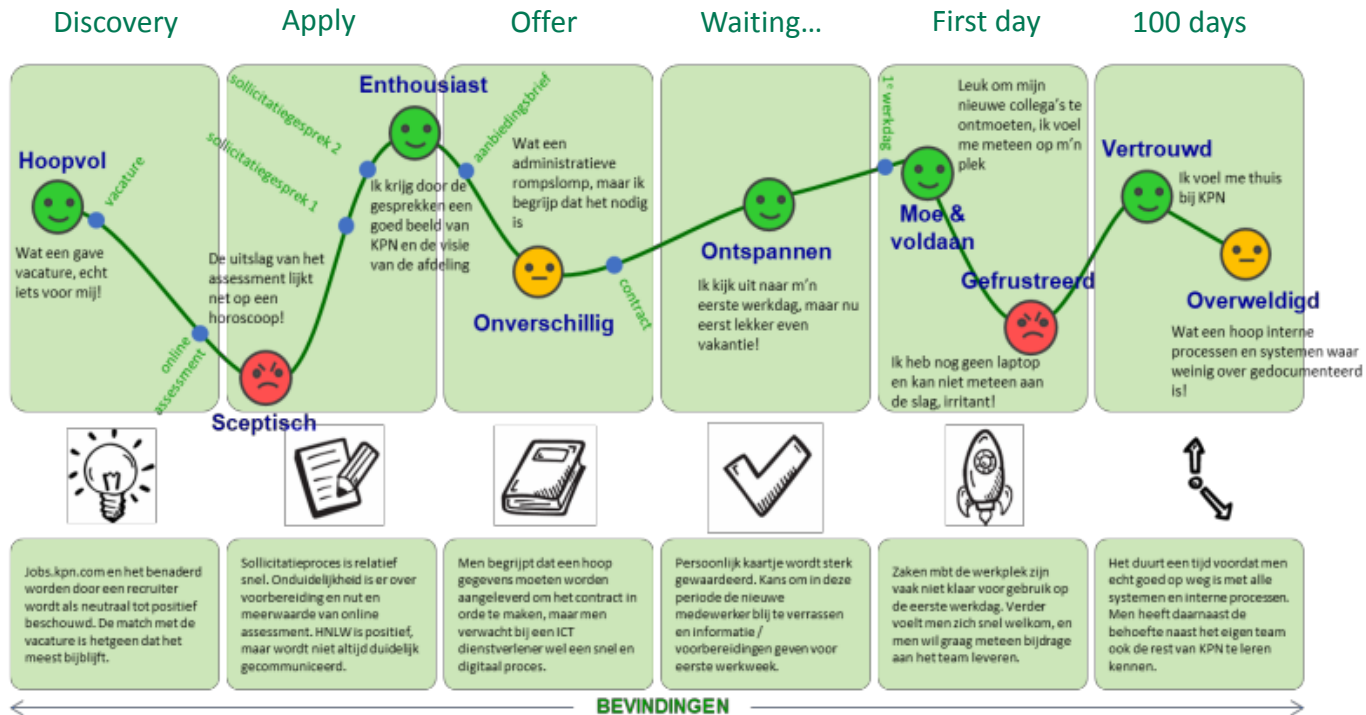 Discovery
Apply
Offer
Waiting...
First day
100 days
Hoopvol
vacature
Wat een gave
vacature, echt
iets voor mij!
online
assessment
sollicitatiegesprek 2
sollicitatiegesprek 1
De uitslag van het
assessment lijkt
net op een
horoscoop!
Sceptisch
Enthousiast
Ik krijg door de
gesprekken een
goed beeld van
KPN en de visie
van de afdeling
aanbiedingsbrief
Wat een
administratieve
rompslomp, maar ik
begrijp dat het nodig
is
Onverschillig
contract
Ontspannen
Ik kijk uit naar m'n
eerste werkdag, maar nu
eerst lekker even
vakantie!
1e werkdag
Leuk om mijn
nieuwe collega's te
ontmoeten, ik voel
me meteen op m'n
plek
Moe &
voldaan
Gefrustreerd
Ik heb nog geen laptop
en kan niet meteen aan
de slag, irritant!
Vertrouwd
Ik voel me thuis
bij KPN
Overweldigd
Wat een hoop interne
processen en systemen waar
weinig over gedocumenteerd
is!
Jobs.kpn.com en het benaderd
worden door een recruiter
wordt als neutraal tot positief
beschouwd. De match met de
vacature is hetgeen dat het
meest bijblijft.
Sollicitatieproces is relatief
snel. Onduidelijkheid is er over
voorbereiding en nut en
meerwaarde van online
assessment. HNLW is positief,
maar wordt niet altijd duidelijk
gecommuniceerd.
Men begrijpt dat een hoop
gegevens moeten worden
aangeleverd om het contract in
orde te maken, maar men
verwacht bij een ICT
dienstverlener wel een snel en
digitaal proces.
Persoonlijk kaartje wordt sterk
gewaardeerd. Kans om in deze
periode de nieuwe
medewerker blij te verrassen
en informatie /
voorbereidingen geven voor
eerste werkweek.
Zaken mbt de werkplek zijn
vaak niet klaar voor gebruik op
de eerste werkdag. Verder
voelt men zich snel welkom, en
men wil graag meteen bijdrage
aan het team leveren.
Het duurt een tijd voordat men
echt goed op weg is met alle
systemen en interne processen.
Men heeft daarnaast de
behoefte naast het eigen team
ook de rest van KPN te leren
kennen.
BEVINDINGEN